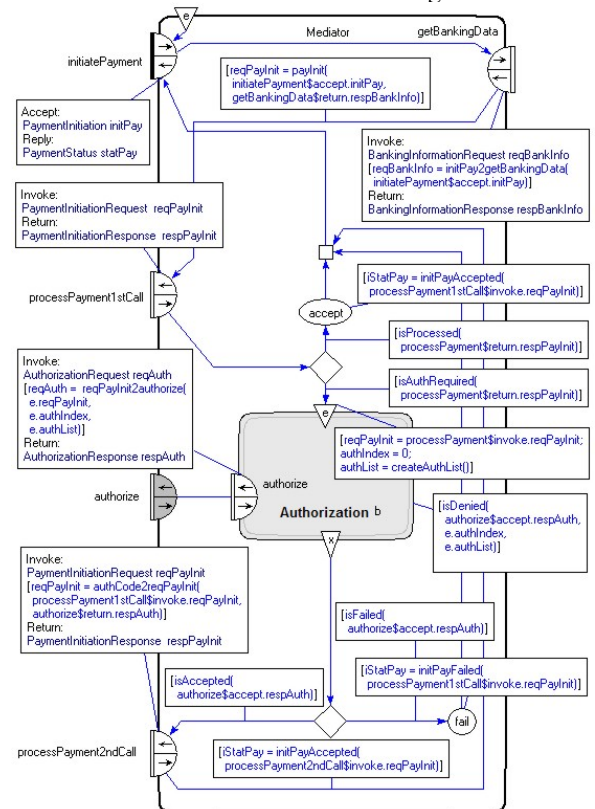 e
Mediator
getBankingData
initiatePayment
[reqPayInit = payInit(
initiatePayment$accept.initPay,
getBankingData$return.respBankInfo)]
Accept:
PaymentInitiation initPay
Reply:
PaymentStatus statPay
Invoke:
BankingInformationRequest reqBankInfo
[reqBankInfo = initPay2getBankingData(
initiatePayment$accept.initPay)]
Return:
BankingInformationResponse respBankInfo
Invoke:
PaymentInitiationRequest reqPayInit
Return:
PaymentInitiationResponse respPayInit
[iStatPay = initPayAccepted(
processPayment1stCall$invoke.reqPayInit)]
processPayment1stCall
accept
[isProcessed(
processPayment$return.respPayInit)]
Invoke:
AuthorizationRequest reqAuth
[reqAuth = reqPayInit2authorize(
e.reqPayInit,
e.authIndex,
e.authList)]
Return:
AuthorizationResponse respAuth
[isAuthRequired(
processPayment$return.respPayInit)]
e
[reqPayInit = processPayment$invoke.reqPayInit;
authIndex = 0;
authList = createAuthList()]
authorize
authorize
Authorization b
[isDenied(
authorize$accept.respAuth,
e.authIndex,
e.authList)]
x
Invoke:
PaymentInitiationRequest reqPayInit
[reqPayInit = authCode2reqPayInit(
processPayment1stCall$invoke.reqPayInit,
authorize$return.respAuth)]
Return:
PaymentInitiationResponse respPayInit
[isFailed(
authorize$accept.respAuth)]
[isAccepted(
authorize$accept.respAuth)]
[iStatPay = initPayFailed(
processPayment1stCall$invoke.reqPayInit)]
fail
processPayment2ndCall
[iStatPay = initPayAccepted(
processPayment2ndCall$invoke.reqPayInit)]